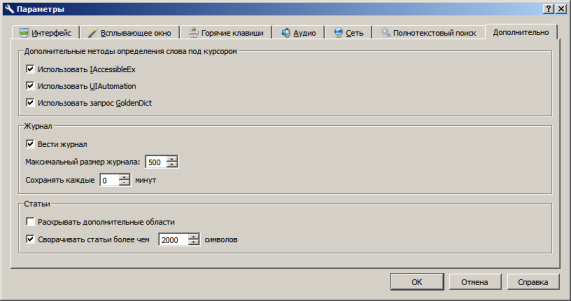 Параметры
Интерфейс Всплывающее окно Горячие клавиши Аудио Сеть Полнотекстовый поиск Дополнительно
Дополнительные методы определения слова под курсором
Использовать IAccessibleEx
Использовать UIAutomation
Использовать запрос GoldenDict
Журнал
Вести журнал
Максимальный размер журнала: 500
Сохранять каждые 0 минут
Статьи
Раскрывать дополнительные области
Сворачивать статьи более чем 2000 символов
OK Отмена Справка